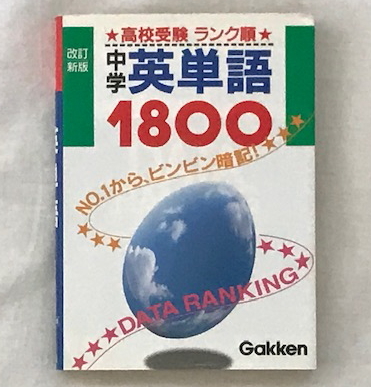 ★高校受験 ランク順★
改訂
新版
中学
英単語
1800
NO.1から、ビンビン暗記!★★★
★★★DATA RANKING★★★
Gakken